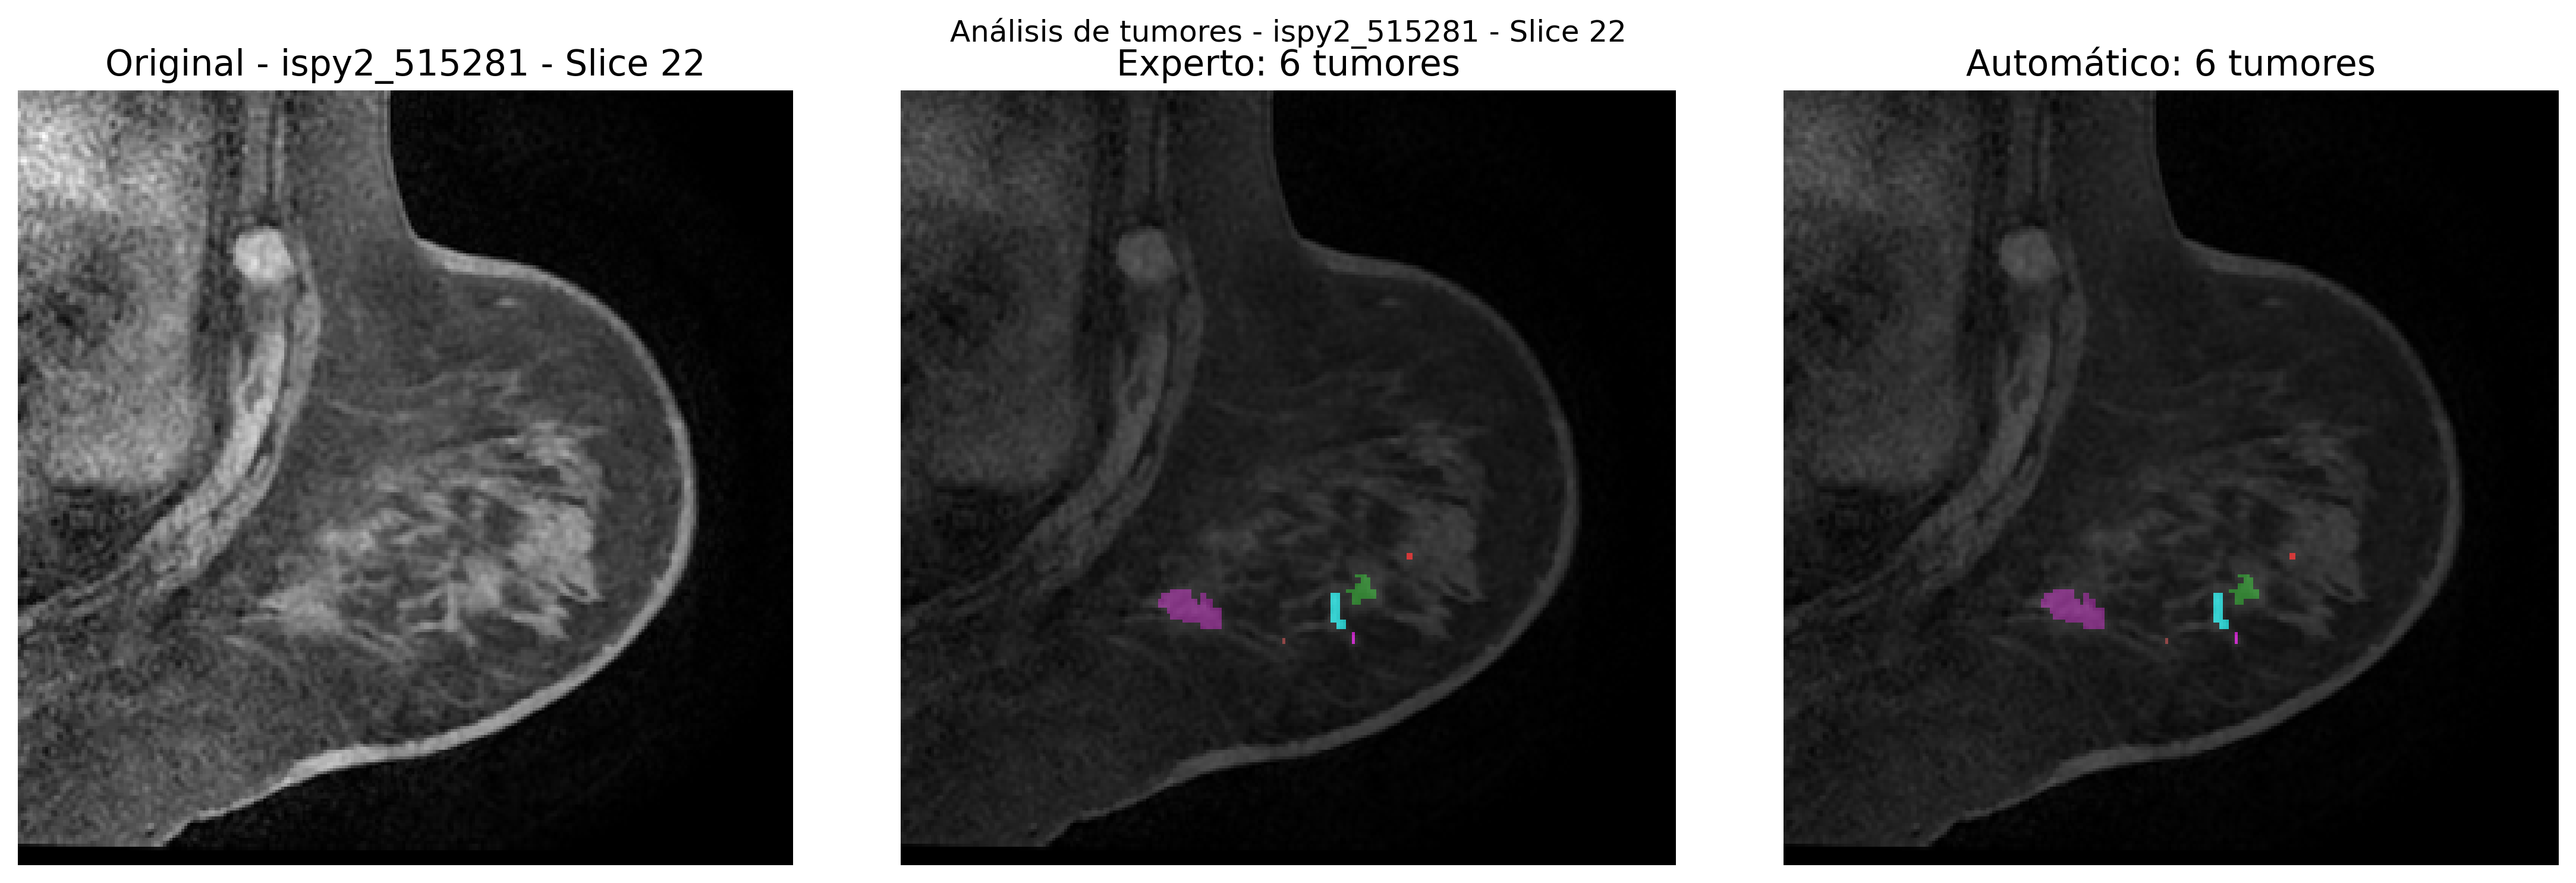 Análisis de tumores - ispy2_515281 - Slice 22
Original - ispy2_515281 - Slice 22
Experto: 6 tumores
Automático: 6 tumores